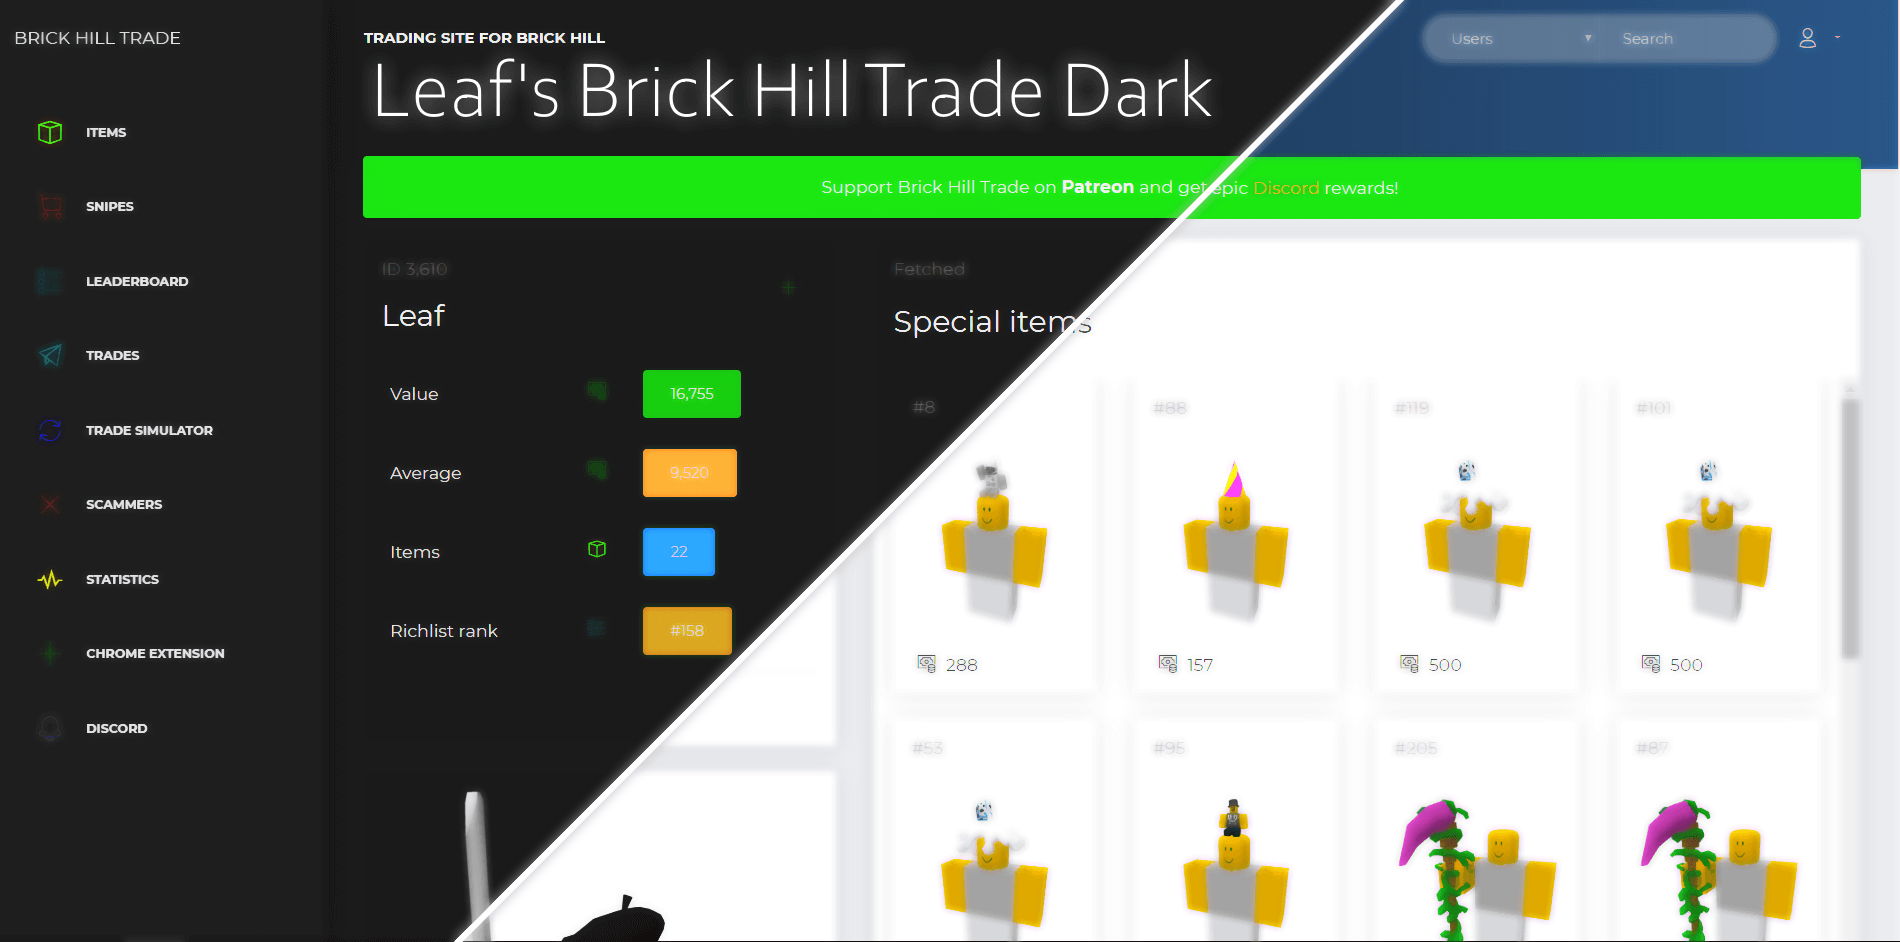 BRICK HILL TRADE
ITEMS
SNIPES
LEADERBOARD
TRADES
TRADE SIMULATOR
SCAMMERS
STATISTICS
CHROME EXTENSION
DISCORD
TRADING SITE FOR BRICK HILL
Leaf's Brick Hill Trade Dark
Users
Search
Support Brick Hill Trade on Patreon and get epic Discord rewards!
ID 3,610
Leaf
Value
16,755
Average
9,520
Items
22
Richlist rank
#158
Fetched
Special items
#8
#88
#119
#101
288
157
500
500
#53
#95
#205
#87